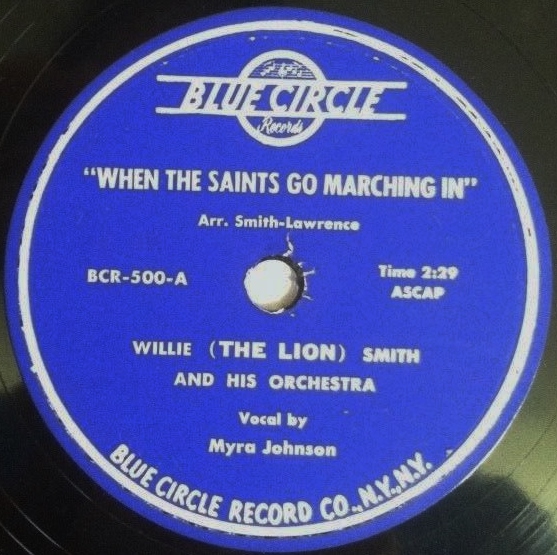 BLUE CIRCLE
Records
"WHEN THE SAINTS GO MARCHING IN"
Arr. Smith-Lawrence
BCR-500-A
Time 2:29
ASCAP
WILLIE (THE LION) SMITH
AND HIS ORCHESTRA
Vocal by
Myra Johnson
BLUE CIRCLE RECORD CO., N.Y., N.Y.